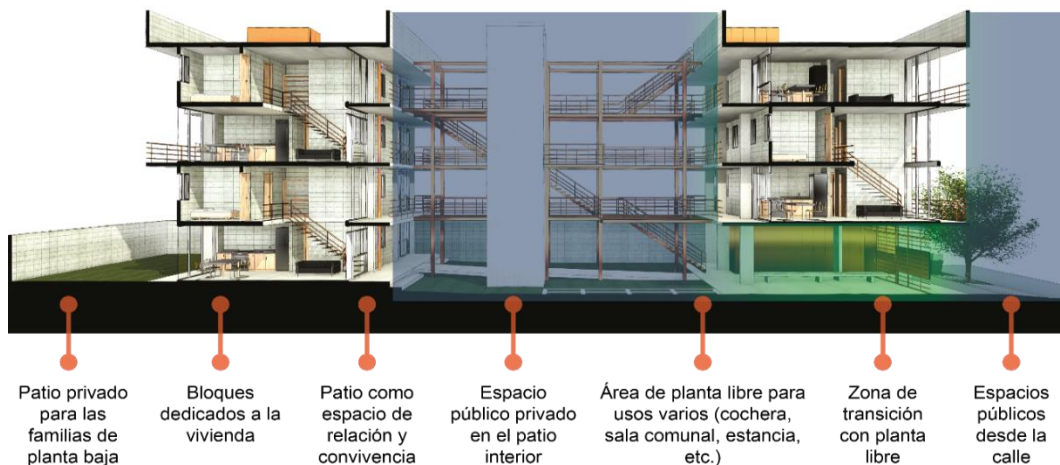 Patio privado
para las
familias de
planta baja
Bloques
dedicados a la
vivienda
Patio como
espacio de
relación y
convivencia
Espacio
público privado
en el patio
interior
Área de planta libre para
usos varios (cochera,
sala comunal, estancia,
etc.)
Zona de
transición
con planta
libre
Espacios
públicos
desde la
calle